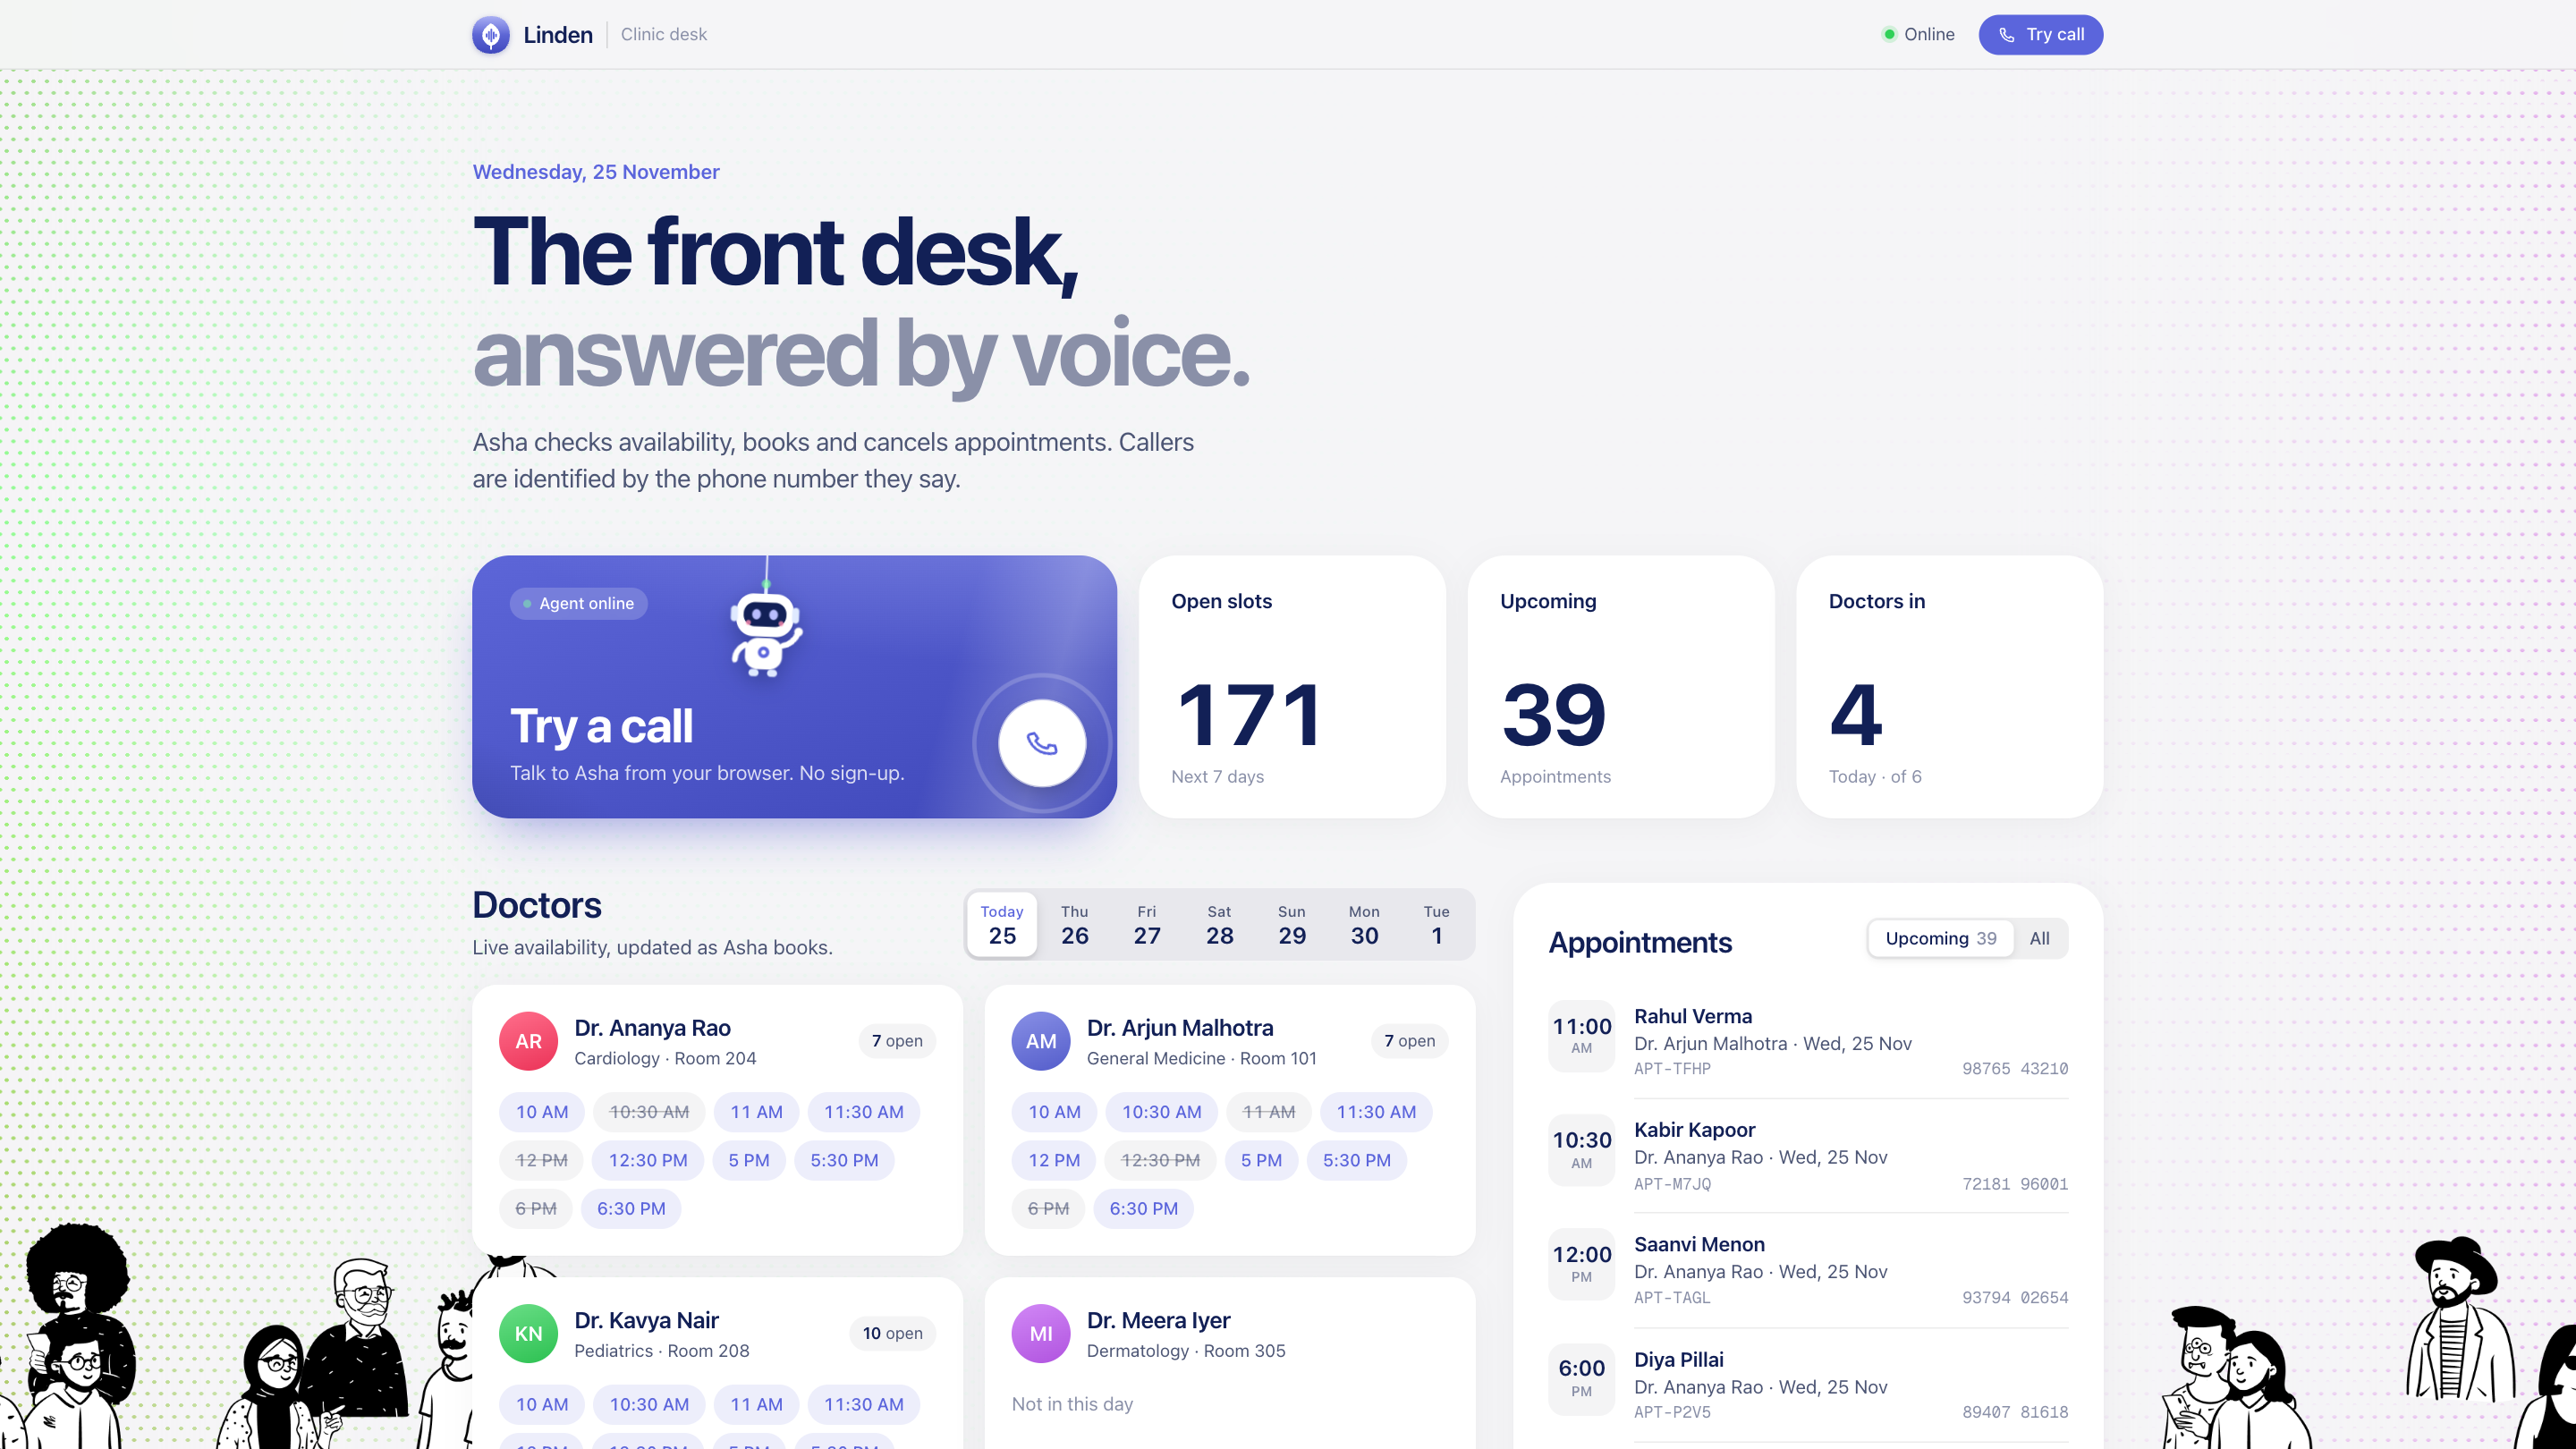 Linden
Clinic desk
Online
Try call
Wednesday, 25 November
The front desk,
answered by voice.
Asha checks availability, books and cancels appointments. Callers
are identified by the phone number they say.
Agent online
Try a call
Talk to Asha from your browser. No sign-up.
Open slots
171
Next 7 days
Upcoming
39
Appointments
Doctors in
4
Today · of 6
Doctors
Live availability, updated as Asha books.
Today Thu Fri Sat Sun Mon Tue
25 26 27 28 29 30 1
AR
Dr. Ananya Rao
Cardiology · Room 204
7 open
10 AM 10:30 AM 11 AM 11:30 AM
12 PM 12:30 PM 5 PM 5:30 PM
6 PM 6:30 PM
AM
Dr. Arjun Malhotra
General Medicine · Room 101
7 open
10 AM 10:30 AM 11 AM 11:30 AM
12 PM 12:30 PM 5 PM 5:30 PM
6 PM 6:30 PM
KN
Dr. Kavya Nair
Pediatrics · Room 208
10 open
10 AM 10:30 AM 11 AM 11:30 AM
MI
Dr. Meera Iyer
Dermatology · Room 305
Not in this day
Appointments
Upcoming 39 All
11:00 AM
Rahul Verma
Dr. Arjun Malhotra · Wed, 25 Nov
APT-TFHP 98765 43210
10:30 AM
Kabir Kapoor
Dr. Ananya Rao · Wed, 25 Nov
APT-M7JQ 72181 96001
12:00 PM
Saanvi Menon
Dr. Ananya Rao · Wed, 25 Nov
APT-TAGL 93794 02654
6:00 PM
Diya Pillai
Dr. Ananya Rao · Wed, 25 Nov
APT-P2V5 89407 81618